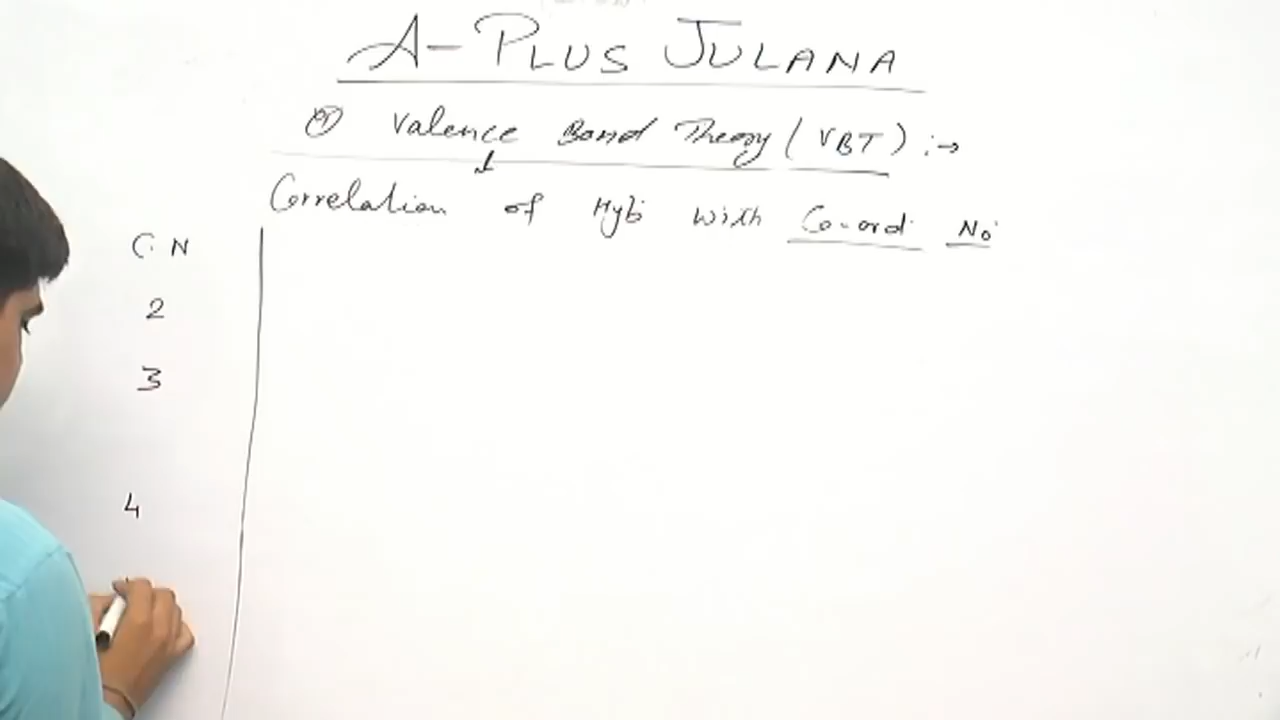 A-PLUS JULANA
Valence Bond Theory (VBT) :→
Correlation of Hyb with Co-ord No
C. N
2
3
4